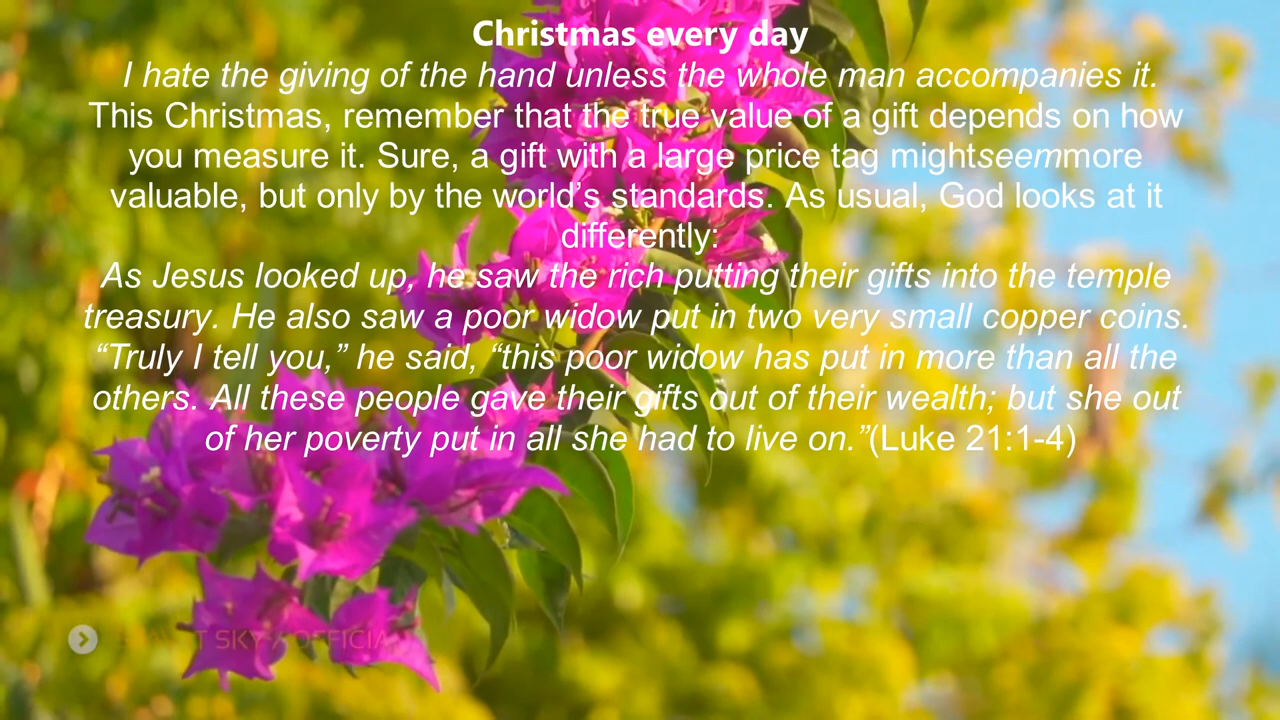 Christmas every day
I hate the giving of the hand unless the whole man accompanies it.
This Christmas, remember that the true value of a gift depends on how
you measure it. Sure, a gift with a large price tag mightseemmore
valuable, but only by the world’s standards. As usual, God looks at it
differently:
As Jesus looked up, he saw the rich putting their gifts into the temple
treasury. He also saw a poor widow put in two very small copper coins.
“Truly I tell you,” he said, “this poor widow has put in more than all the
others. All these people gave their gifts out of their wealth; but she out
of her poverty put in all she had to live on.”(Luke 21:1-4)
SKY